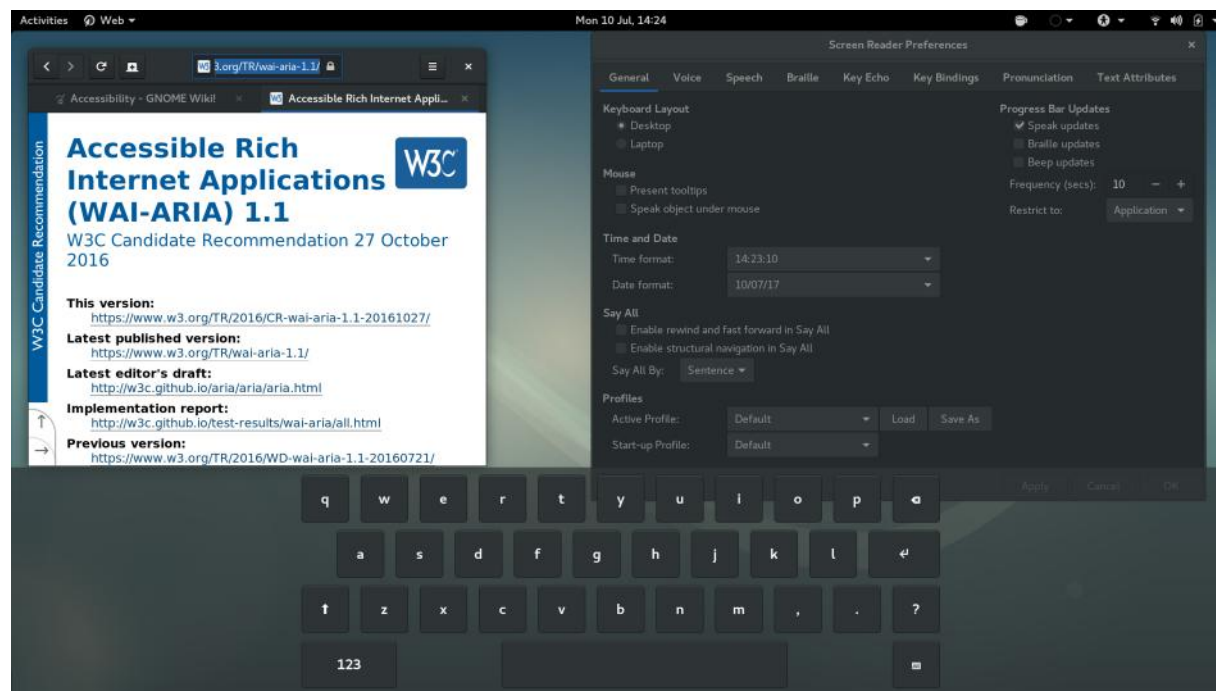 Activities Web Mon 10 Jul, 14:24
3.org/TR/wai-aria-1.1/
Accessibility - GNOME Wiki! Accessible Rich Internet Appli...
W3C Candidate Recommendation
Accessible Rich
Internet Applications
(WAI-ARIA) 1.1
W3C
W3C Candidate Recommendation 27 October
2016
This version:
https://www.w3.org/TR/2016/CR-wai-aria-1.1-20161027/
Latest published version:
https://www.w3.org/TR/wai-aria-1.1/
Latest editor's draft:
http://w3c.github.io/aria/aria/aria.html
Implementation report:
http://w3c.github.io/test-results/wai-aria/all.html
Previous version:
https://www.w3.org/TR/2016/WD-wai-aria-1.1-20160721/
Screen Reader Preferences
General Voice Speech Braille Key Echo Key Bindings Pronunciation Text Attributes
Keyboard Layout
Desktop
Laptop
Mouse
Present tooltips
Speak object under mouse
Time and Date
Time format: 14:23:10
Date format: 10/07/17
Say All
Enable rewind and fast forward in Say All
Enable structural navigation in Say All
Say All By: Sentence
Profiles
Active Profile: Default Load Save As
Start-up Profile: Default
Progress Bar Updates
Speak updates
Braille updates
Beep updates
Frequency (secs): 10 − +
Restrict to: Application
Apply Cancel OK
q w e r t y u i o p
a s d f g h j k l
z x c v b n m , . ?
123